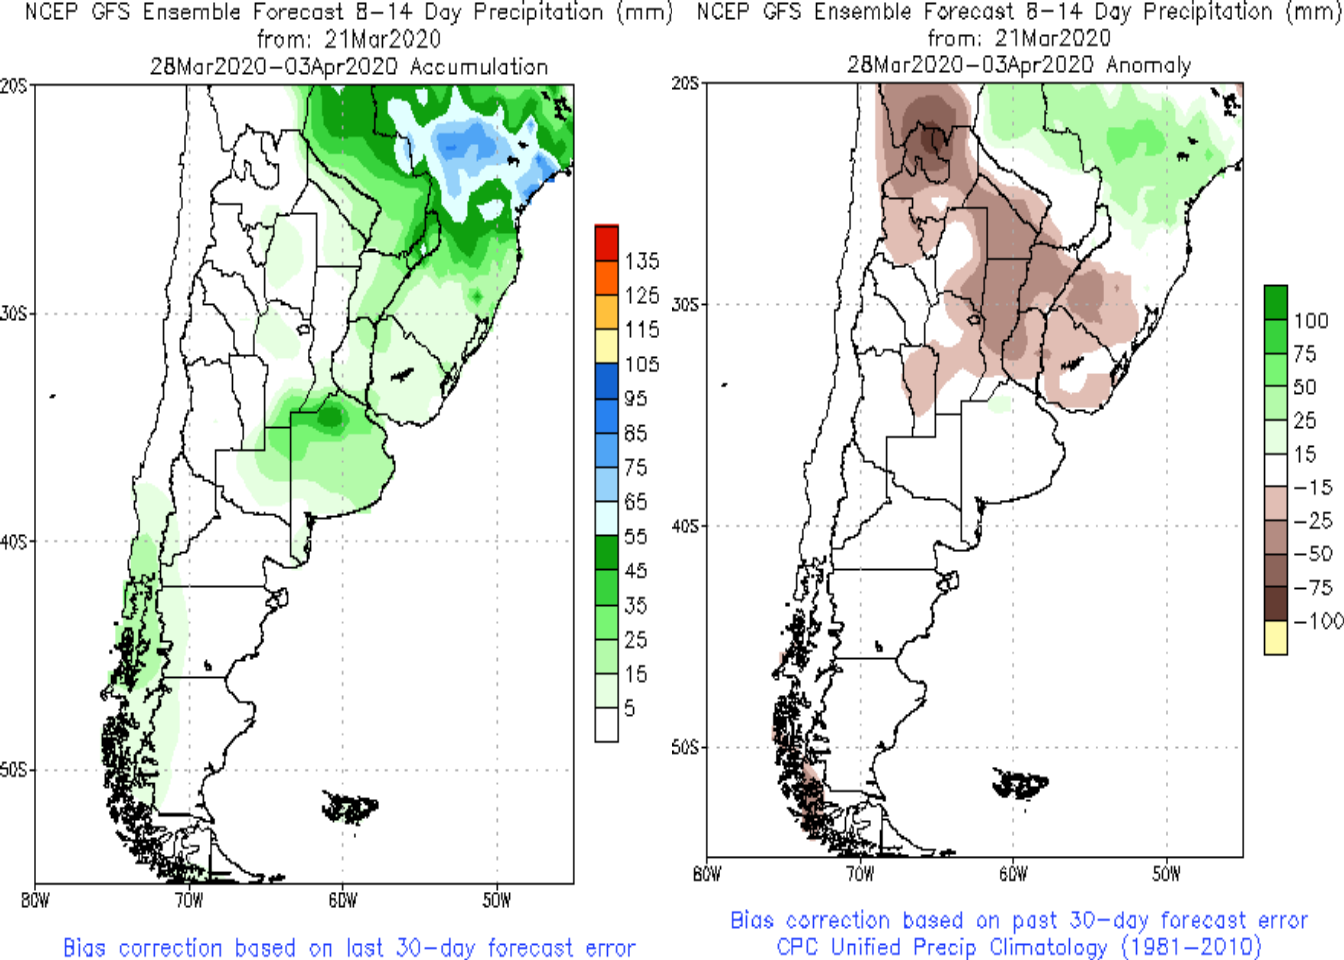 NCEP GFS Ensemble Forecast 8-14 Day Precipitation (mm)
from: 21Mar2020
28Mar2020-03Apr2020 Accumulation
20S
30S
40S
50S
80W 70W 60W 50W
135
125
115
105
95
85
75
65
55
45
35
25
15
5
Bias correction based on last 30-day forecast error
NCEP GFS Ensemble Forecast 8-14 Day Precipitation (mm)
from: 21Mar2020
28Mar2020-03Apr2020 Anomaly
20S
30S
40S
50S
80W 70W 60W 50W
100
75
50
25
15
-15
-25
-50
-75
-100
Bias correction based on past 30-day forecast error
CPC Unified Precip Climatology (1981-2010)